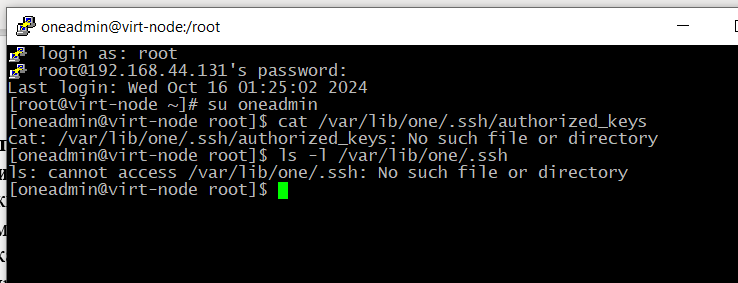 oneadmin@virt-node:/root
login as: root
root@192.168.44.131's password:
Last login: Wed Oct 16 01:25:02 2024
[root@virt-node ~]# su oneadmin
[oneadmin@virt-node root]$ cat /var/lib/one/.ssh/authorized_keys
cat: /var/lib/one/.ssh/authorized_keys: No such file or directory
[oneadmin@virt-node root]$ ls -l /var/lib/one/.ssh
ls: cannot access /var/lib/one/.ssh: No such file or directory
[oneadmin@virt-node root]$